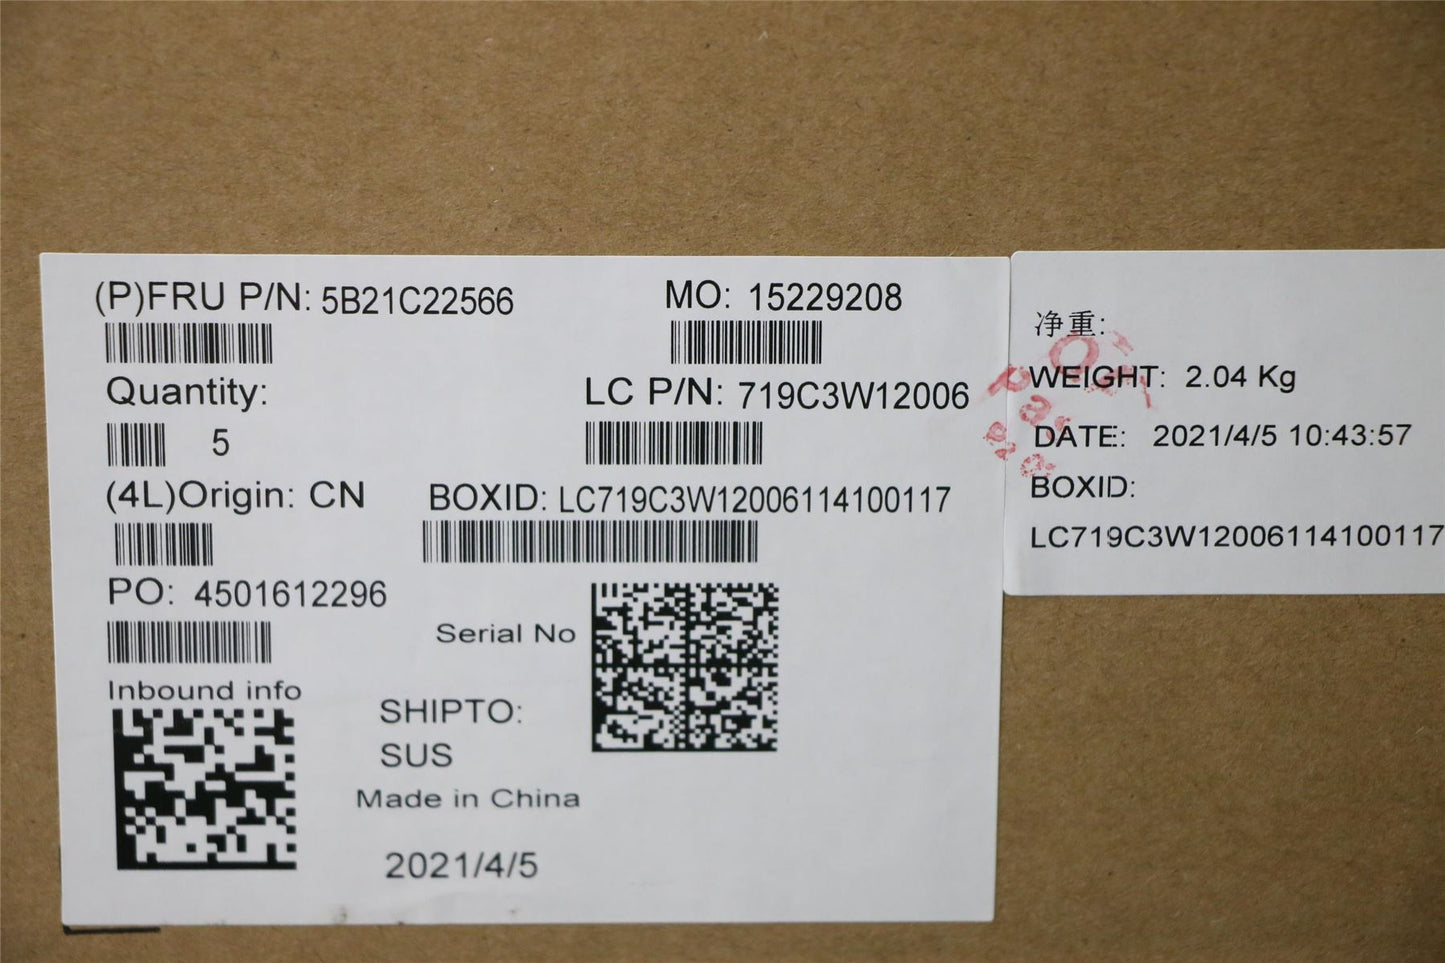 (P)FRU P/N: 5B21C22566
MO: 15229208
Quantity:
5
LC P/N: 719C3W12006
(4L)Origin: CN
BOXID: LC719C3W12006114100117
PO: 4501612296
Serial No
Inbound info
SHIPTO:
SUS
Made in China
2021/4/5
净重:
WEIGHT: 2.04 Kg
DATE: 2021/4/5 10:43:57
BOXID:
LC719C3W12006114100117